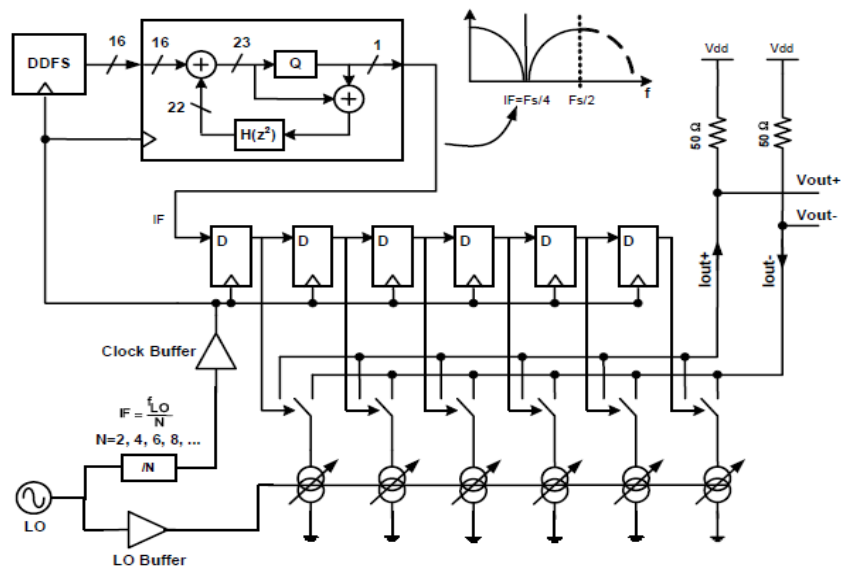 DDFS
16
16
23
Q
1
22
H(z²)
IF=Fs/4
Fs/2
f
Vdd
Vdd
50 Ω
50 Ω
Vout+
Vout-
Iout+
Iout-
IF
D
D
D
D
D
D
Clock Buffer
IF = fLO/N
N=2, 4, 6, 8, ...
/N
LO
LO Buffer